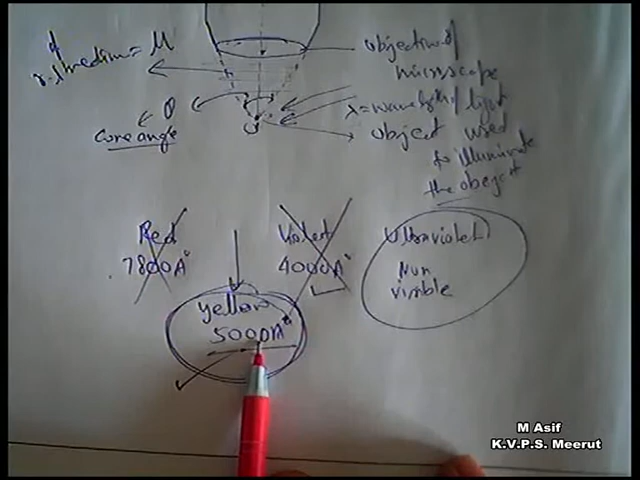 of
r.i medium = M
objective of
microscope
λ = wavelength of light
used
to illuminate
the object
θ
Cone angle
object
Red
7800A°
Violet
4000A°
Ultraviolet
Non
visible
yellow
5000A°
M Asif
K.V.P.S. Meerut